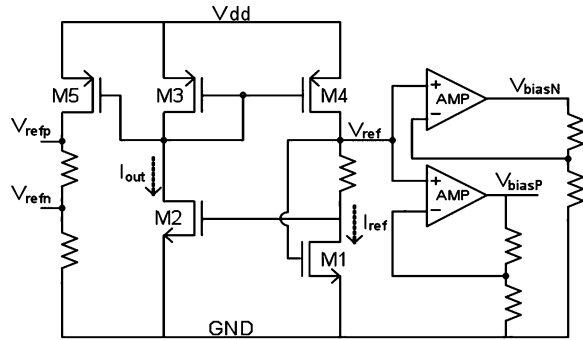 Vdd
M5
M3
M4
AMP
VbiasN
Vrefp
Vref
Vrefn
Iout
AMP
VbiasP
M2
Iref
M1
GND
+
−
+
−